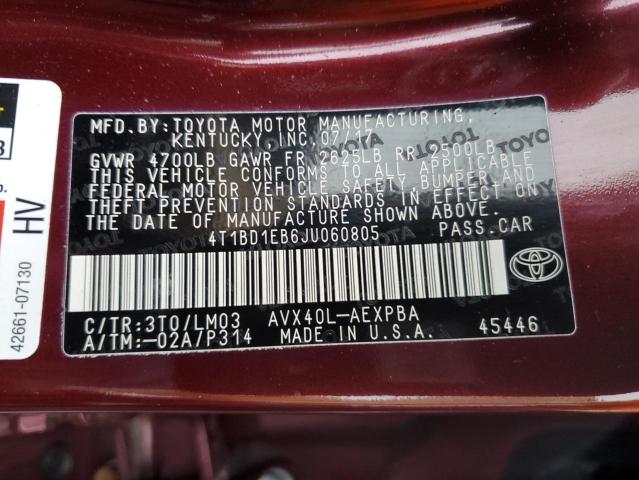 MFD.BY:TOYOTA MOTOR MANUFACTURING,
KENTUCKY, INC.07/17
GVWR 4700LB GAWR FR 2625LB RR 2500LB
THIS VEHICLE CONFORMS TO ALL APPLICABLE
FEDERAL MOTOR VEHICLE SAFETY, BUMPER, AND
THEFT PREVENTION STANDARDS IN EFFECT ON
THE DATE OF MANUFACTURE SHOWN ABOVE.
4T1BD1EB6JU060805 PASS.CAR
C/TR:3T0/LM03 AVX40L-AEXPBA
A/TM:-02A/P314 MADE IN U.S.A. 45446
TOYOTA
42661-07130
HV